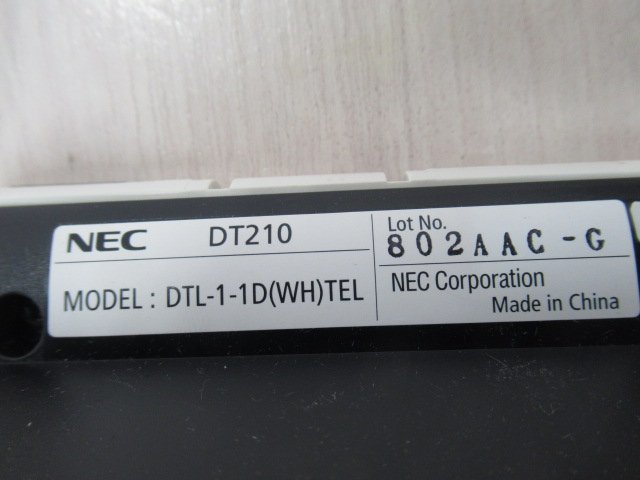 NEC DT210
MODEL : DTL-1-1D(WH)TEL
Lot No.
802AAC-G
NEC Corporation
Made in China